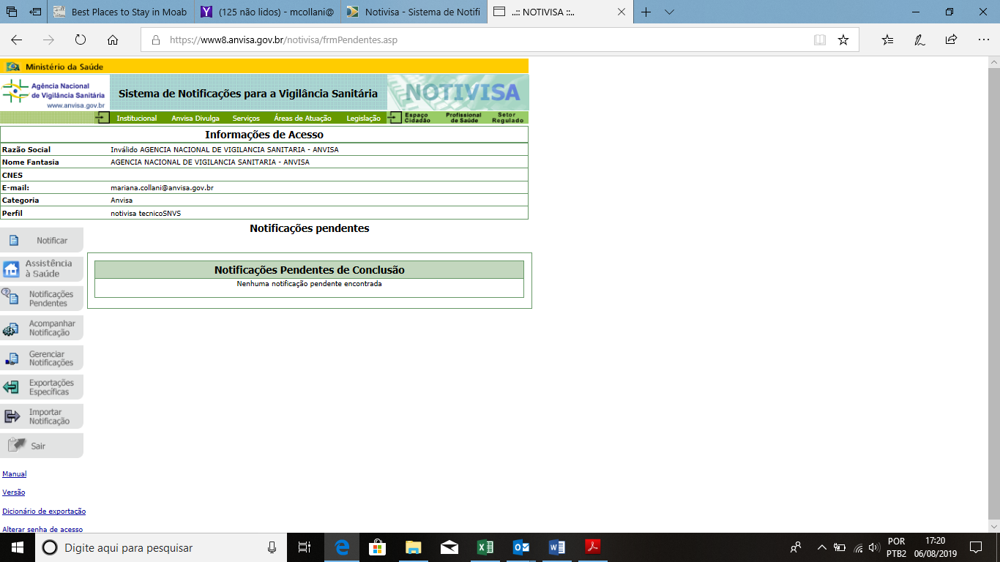 Best Places to Stay in Moab
(125 não lidos) - mcollani@
Notivisa - Sistema de Notifi
..:: NOTIVISA ::..
https://www8.anvisa.gov.br/notivisa/frmPendentes.asp
Ministério da Saúde
Agência Nacional
de Vigilância Sanitária
www.anvisa.gov.br
Sistema de Notificações para a Vigilância Sanitária
NOTIVISA
Institucional Anvisa Divulga Serviços Áreas de Atuação Legislação
Espaço Cidadão
Profissional de Saúde
Setor Regulado
Informações de Acesso
Razão Social Inválido AGENCIA NACIONAL DE VIGILANCIA SANITARIA - ANVISA
Nome Fantasia AGENCIA NACIONAL DE VIGILANCIA SANITARIA - ANVISA
CNES
E-mail: mariana.collani@anvisa.gov.br
Categoria Anvisa
Perfil notivisa tecnicoSNVS
Notificações pendentes
Notificar
Assistência
à Saúde
Notificações
Pendentes
Acompanhar
Notificação
Gerenciar
Notificações
Exportações
Específicas
Importar
Notificação
Sair
Notificações Pendentes de Conclusão
Nenhuma notificação pendente encontrada
Manual
Versão
Dicionário de exportação
Alterar senha de acesso
Digite aqui para pesquisar
POR
PTB2
17:20
06/08/2019